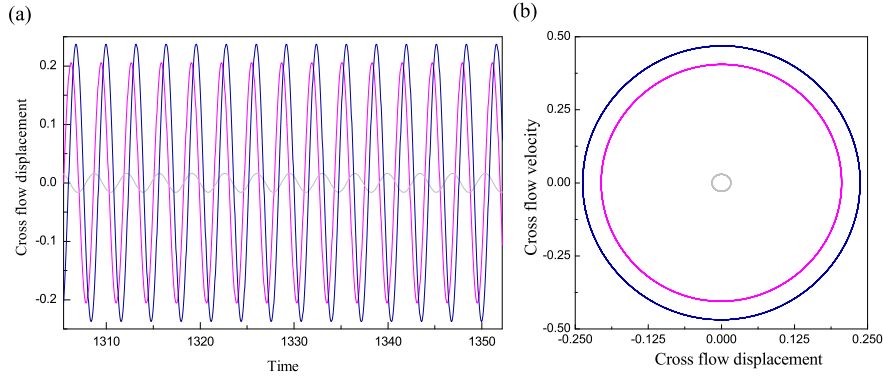 (a)
(b)
Cross flow displacement
0.2
0.1
0.0
-0.1
-0.2
1310 1320 1330 1340 1350
Time
Cross flow velocity
0.50
0.25
0.00
-0.25
-0.50
-0.250 -0.125 0.000 0.125 0.250
Cross flow displacement